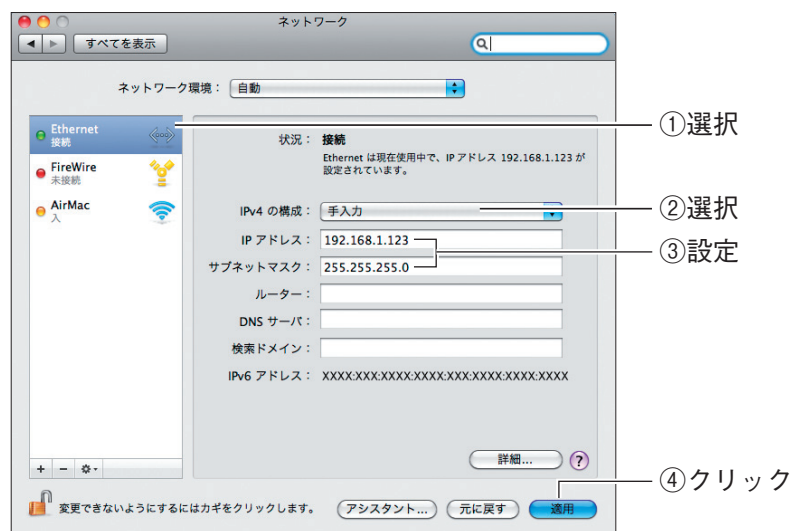 ネットワーク
すべてを表示
ネットワーク環境： 自動
Ethernet
接続
FireWire
未接続
AirMac
入
状況： 接続
Ethernet は現在使用中で、IP アドレス 192.168.1.123 が
設定されています。
IPv4 の構成： 手入力
IP アドレス： 192.168.1.123
サブネットマスク： 255.255.255.0
ルーター：
DNS サーバ：
検索ドメイン：
IPv6 アドレス： XXXX:XXX:XXXX:XXXX:XXX:XXXX:XXXX:XXXX
詳細... ?
+ −
変更できないようにするにはカギをクリックします。
アシスタント... 元に戻す 適用
①選択
②選択
③設定
④クリック